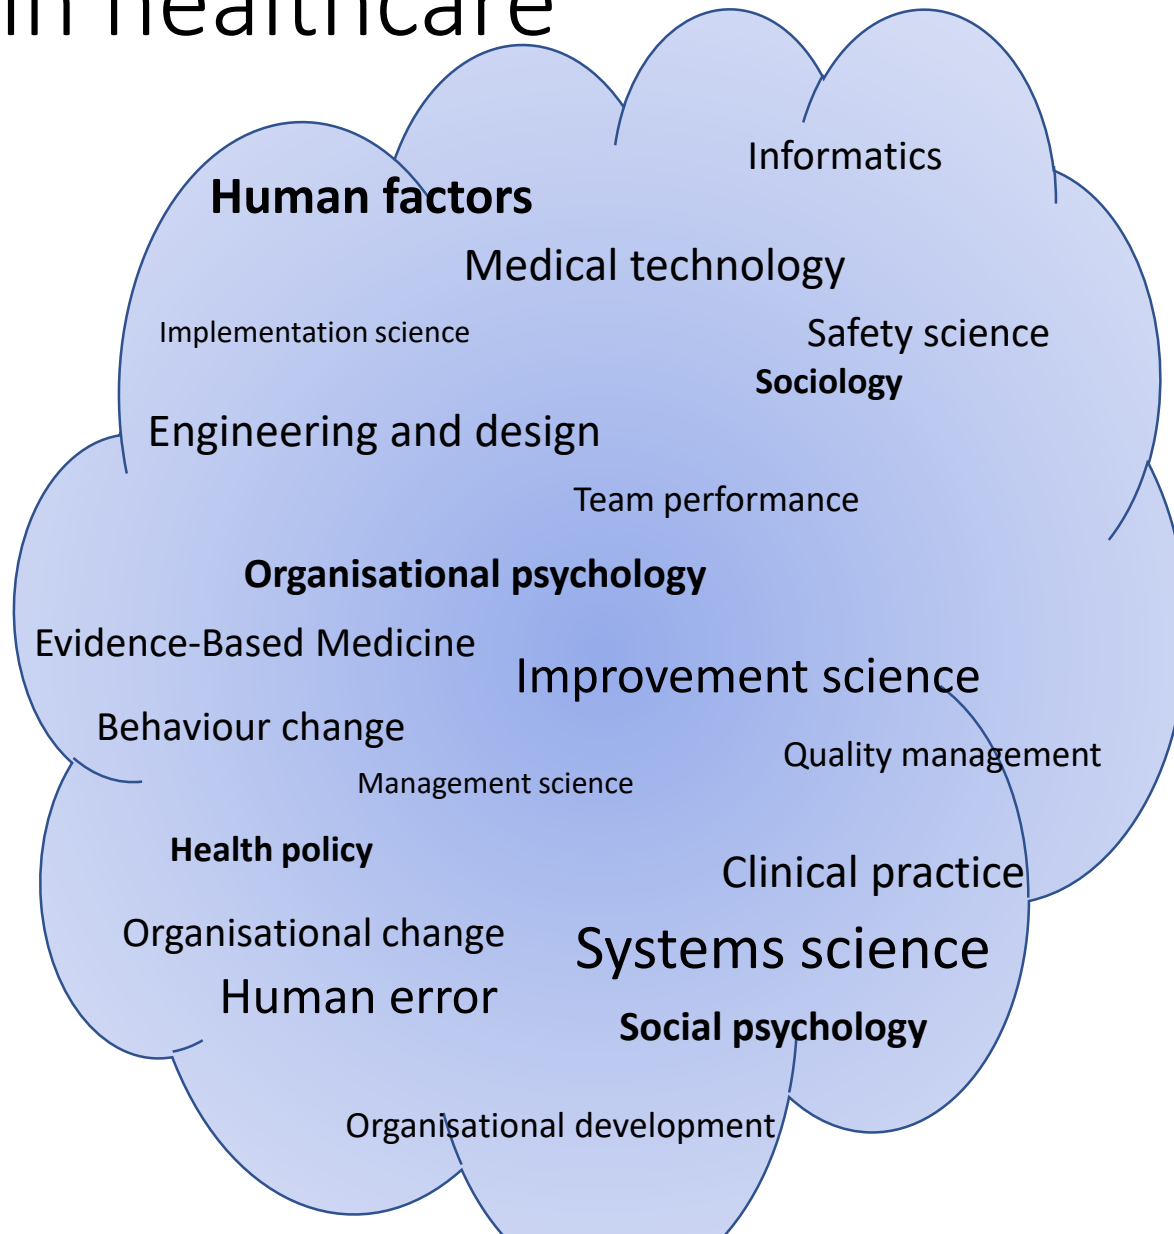 in healthcare
Informatics
Human factors
Medical technology
Implementation science
Safety science
Sociology
Engineering and design
Team performance
Organisational psychology
Evidence-Based Medicine
Improvement science
Behaviour change
Quality management
Management science
Health policy
Clinical practice
Organisational change
Systems science
Human error
Social psychology
Organisational development